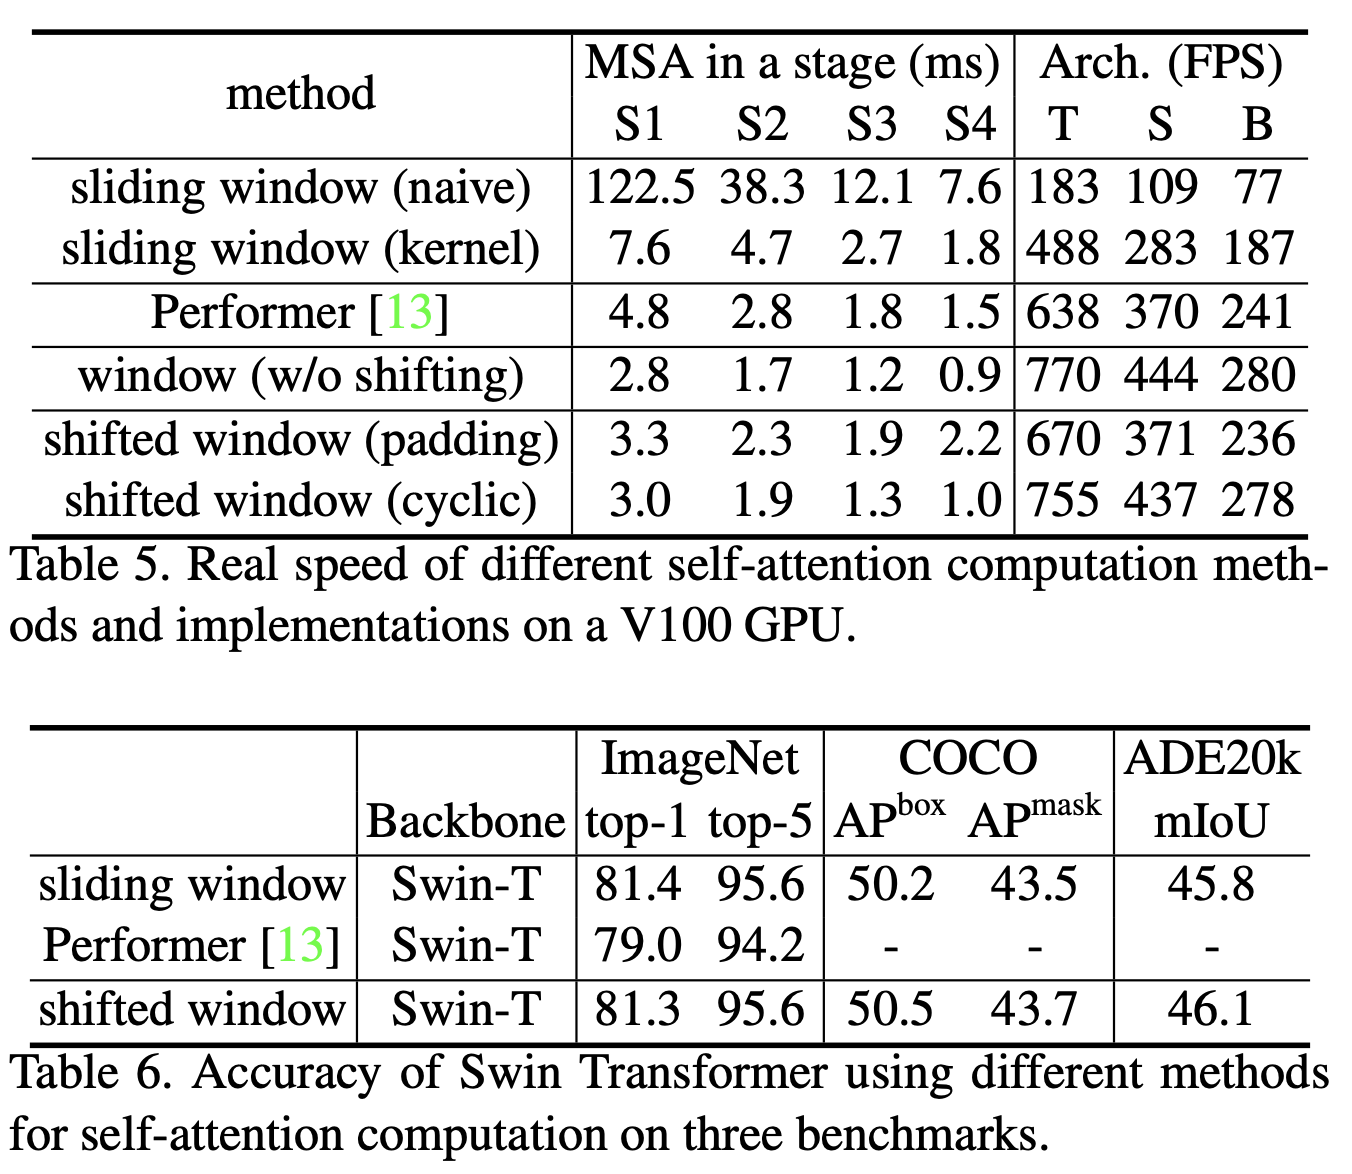 method MSA in a stage (ms) Arch. (FPS)
S1 S2 S3 S4 T S B
sliding window (naive) 122.5 38.3 12.1 7.6 183 109 77
sliding window (kernel) 7.6 4.7 2.7 1.8 488 283 187
Performer [13] 4.8 2.8 1.8 1.5 638 370 241
window (w/o shifting) 2.8 1.7 1.2 0.9 770 444 280
shifted window (padding) 3.3 2.3 1.9 2.2 670 371 236
shifted window (cyclic) 3.0 1.9 1.3 1.0 755 437 278
Table 5. Real speed of different self-attention computation meth-
ods and implementations on a V100 GPU.
ImageNet COCO ADE20k
Backbone top-1 top-5 AP^box AP^mask mIoU
sliding window Swin-T 81.4 95.6 50.2 43.5 45.8
Performer [13] Swin-T 79.0 94.2 - - -
shifted window Swin-T 81.3 95.6 50.5 43.7 46.1
Table 6. Accuracy of Swin Transformer using different methods
for self-attention computation on three benchmarks.